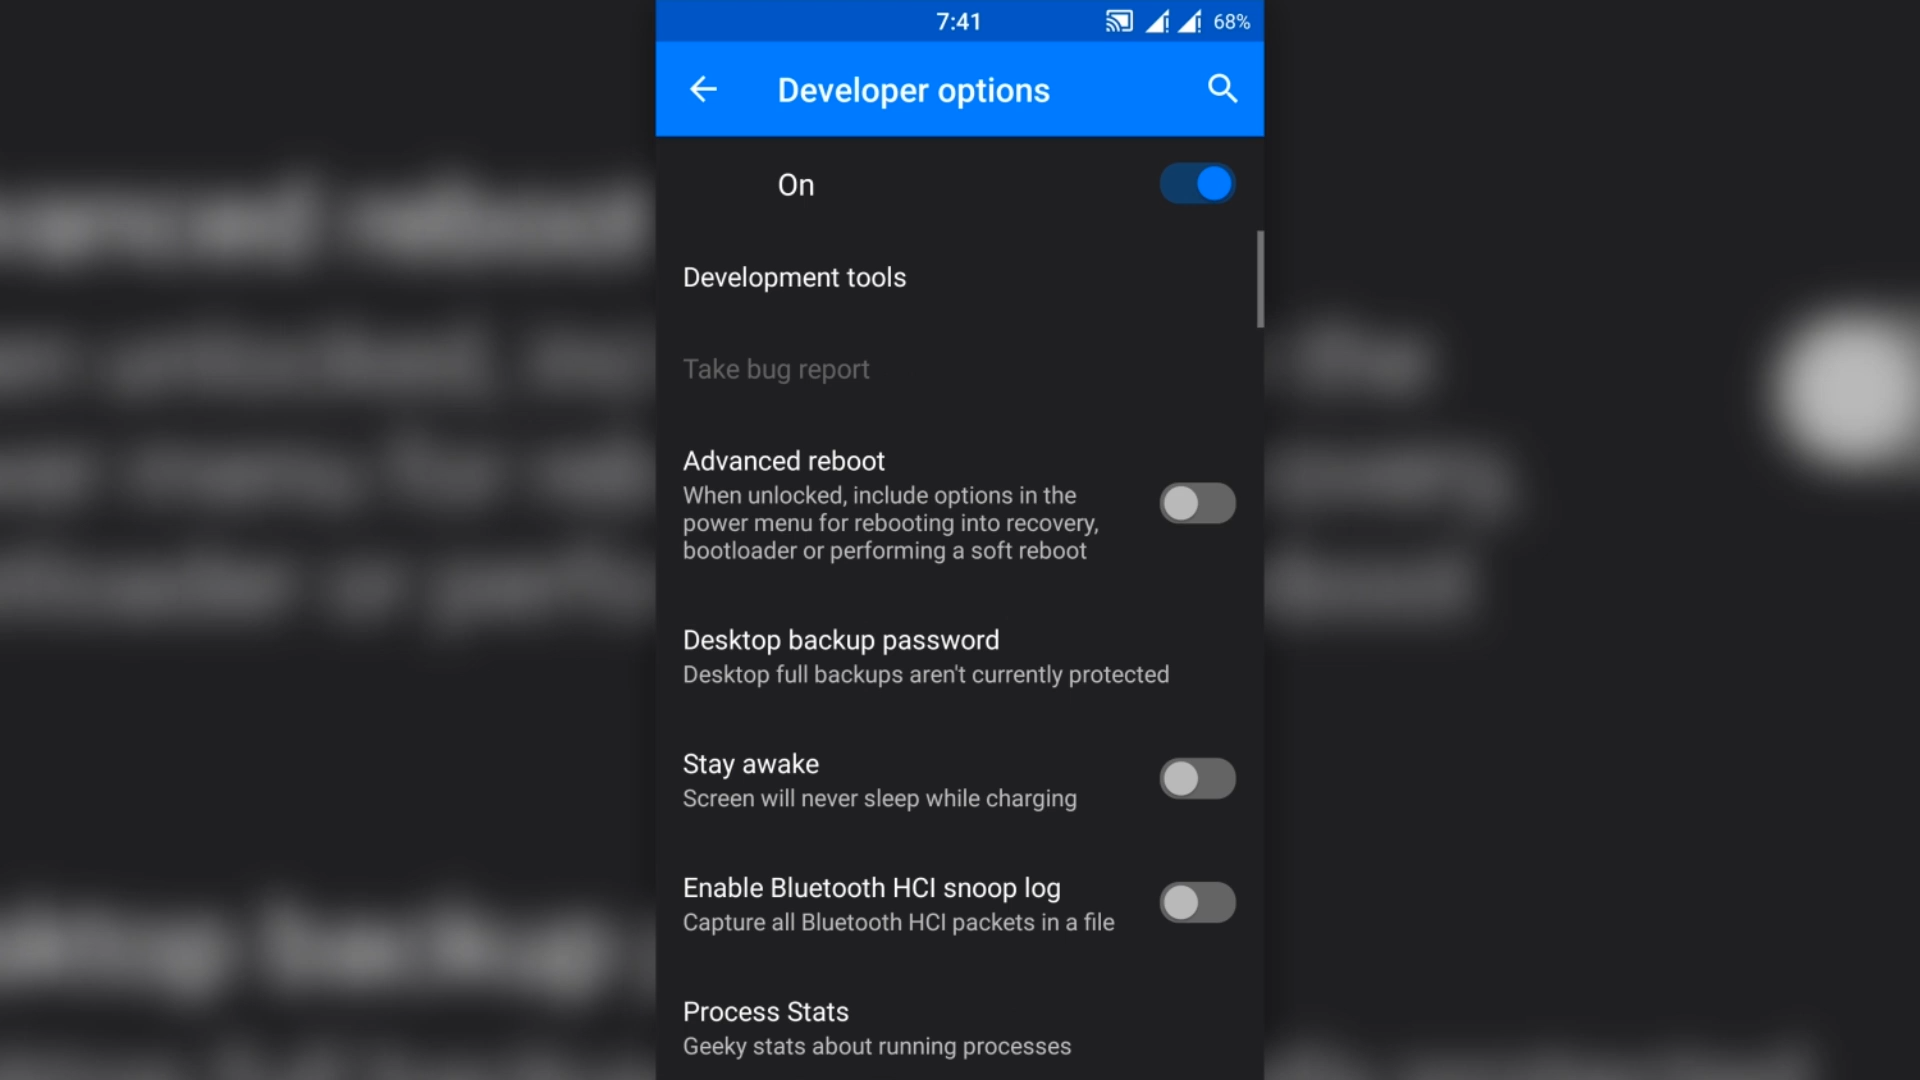 7:41
68%
Developer options
On
Development tools
Take bug report
Advanced reboot
When unlocked, include options in the
power menu for rebooting into recovery,
bootloader or performing a soft reboot
Desktop backup password
Desktop full backups aren't currently protected
Stay awake
Screen will never sleep while charging
Enable Bluetooth HCI snoop log
Capture all Bluetooth HCI packets in a file
Process Stats
Geeky stats about running processes